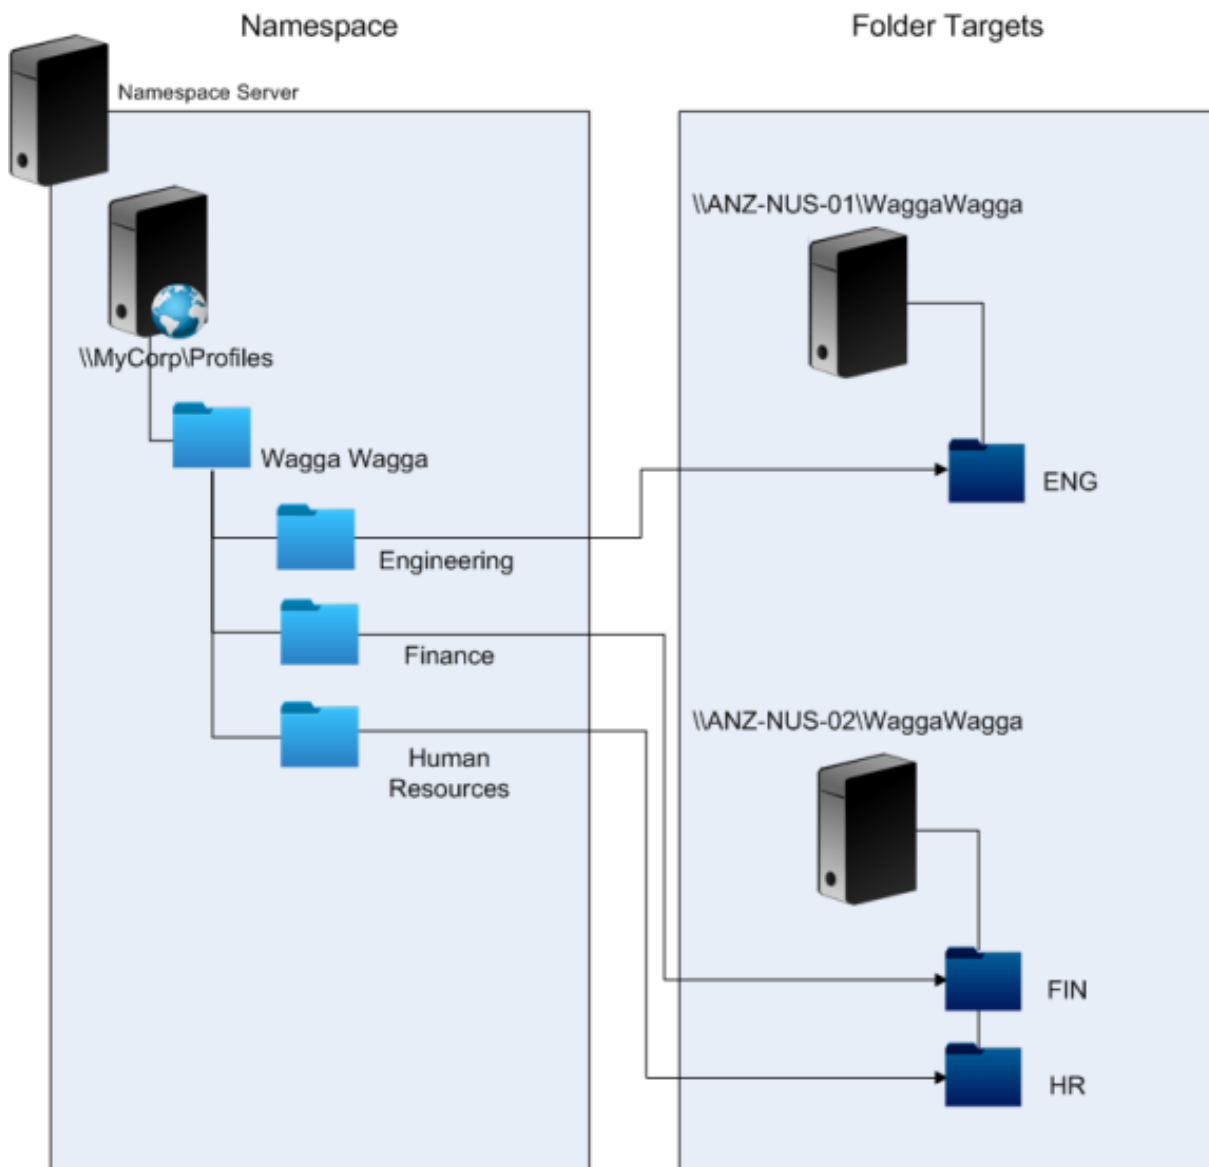 Namespace
Folder Targets
Namespace Server
\\MyCorp\Profiles
Wagga Wagga
Engineering
Finance
Human
Resources
\\ANZ-NUS-01\WaggaWagga
ENG
\\ANZ-NUS-02\WaggaWagga
FIN
HR